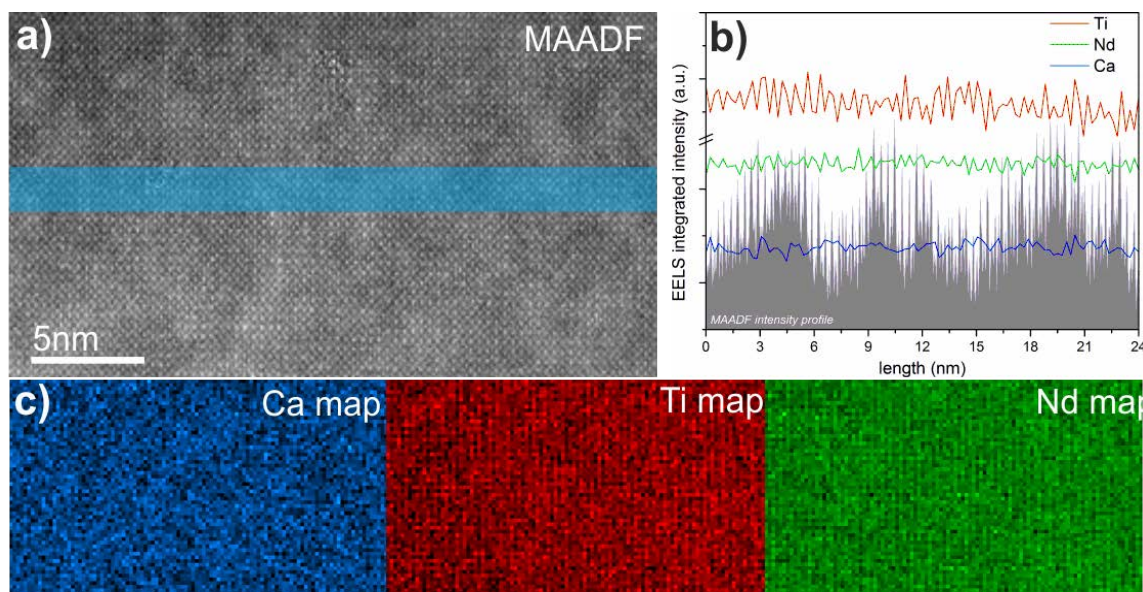 a)
MAADF
5nm
b)
Ti
Nd
Ca
EELS integrated intensity (a.u.)
MAADF intensity profile
0 3 6 9 12 15 18 21 24
length (nm)
c)
Ca map
Ti map
Nd map